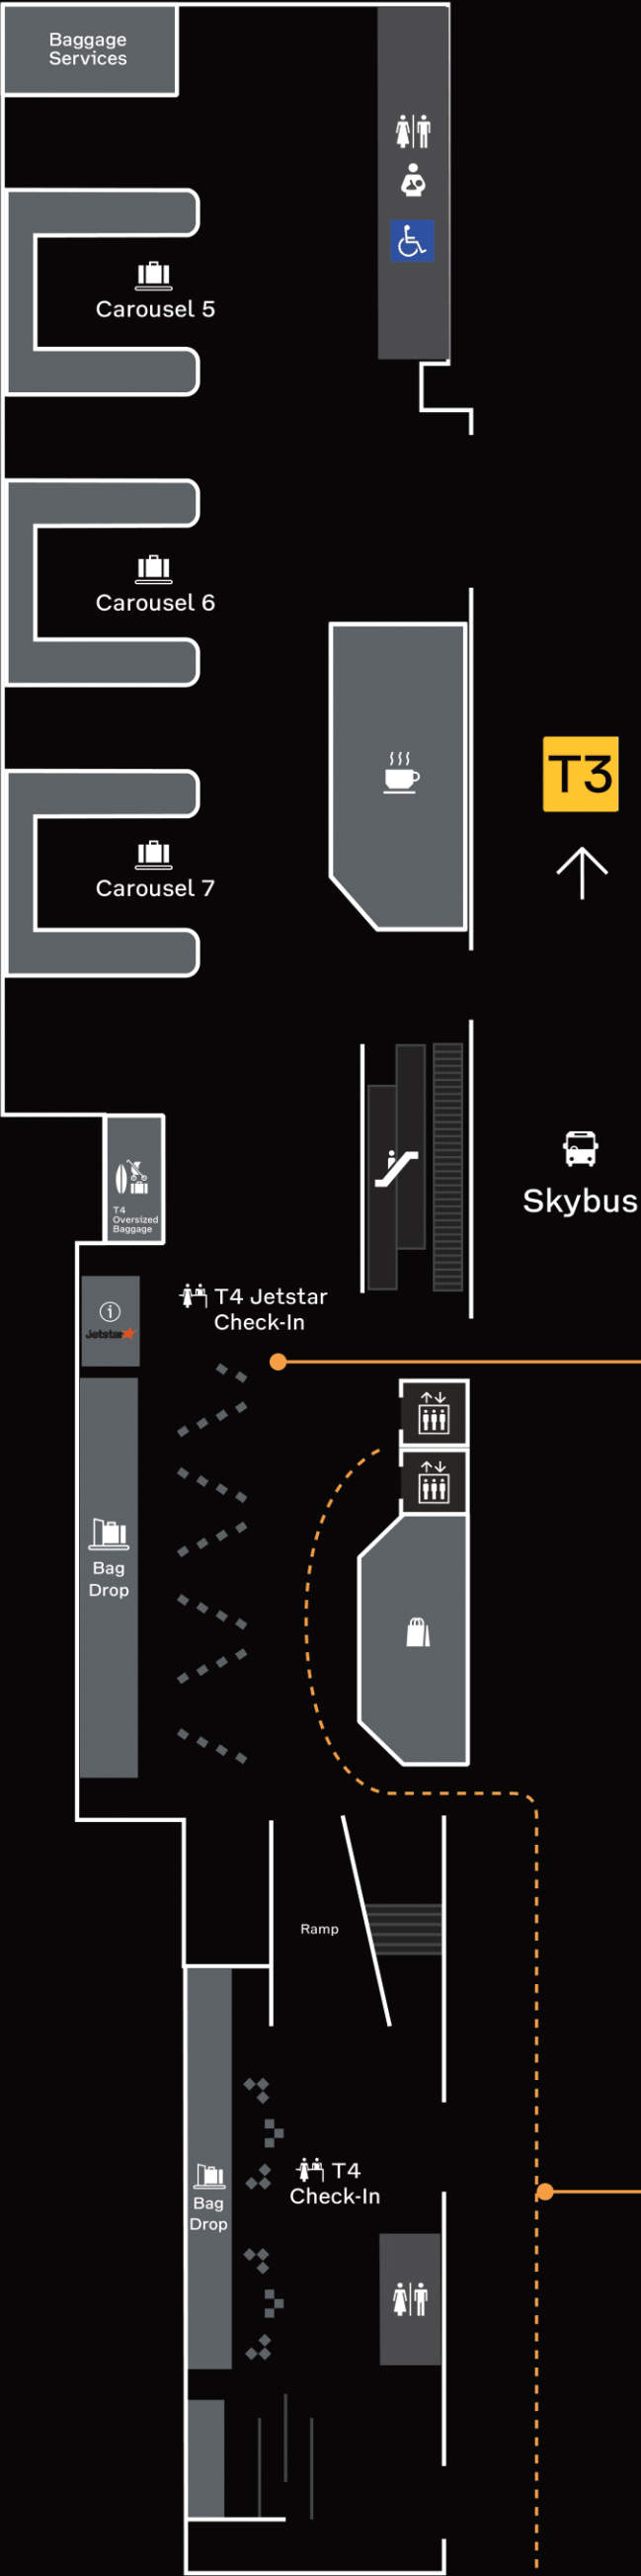 Baggage
Services
Carousel 5
Carousel 6
T3
Carousel 7
Skybus
T4
Oversized
Baggage
T4 Jetstar
Check-In
i
Jetstar
Bag
Drop
Ramp
T4
Check-In
Bag
Drop